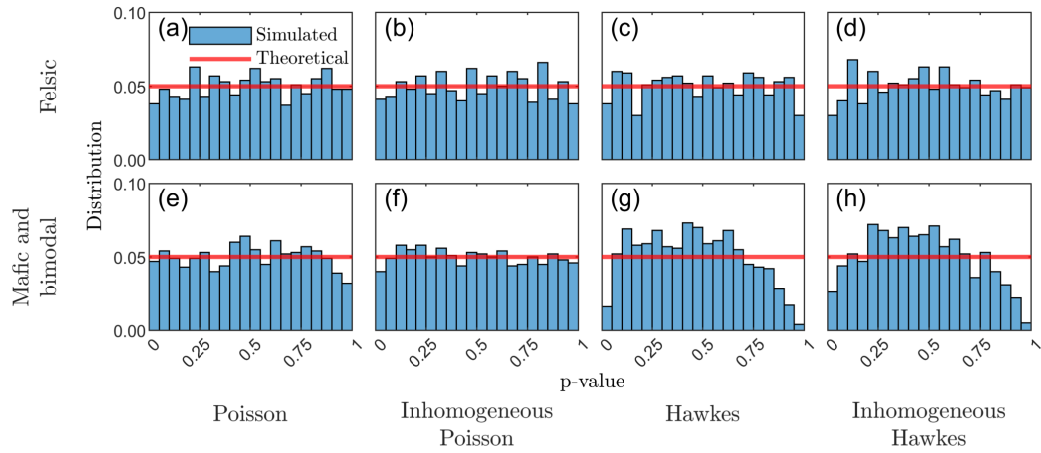 0.10
(a)
Simulated
Theoretical
(b)
(c)
(d)
Felsic
0.05
0.00
Distribution
0.10
(e)
(f)
(g)
(h)
Mafic and
bimodal
0.05
0.00
0 0.25 0.5 0.75 1
0 0.25 0.5 0.75 1
0 0.25 0.5 0.75 1
0 0.25 0.5 0.75 1
p-value
Poisson
Inhomogeneous
Poisson
Hawkes
Inhomogeneous
Hawkes